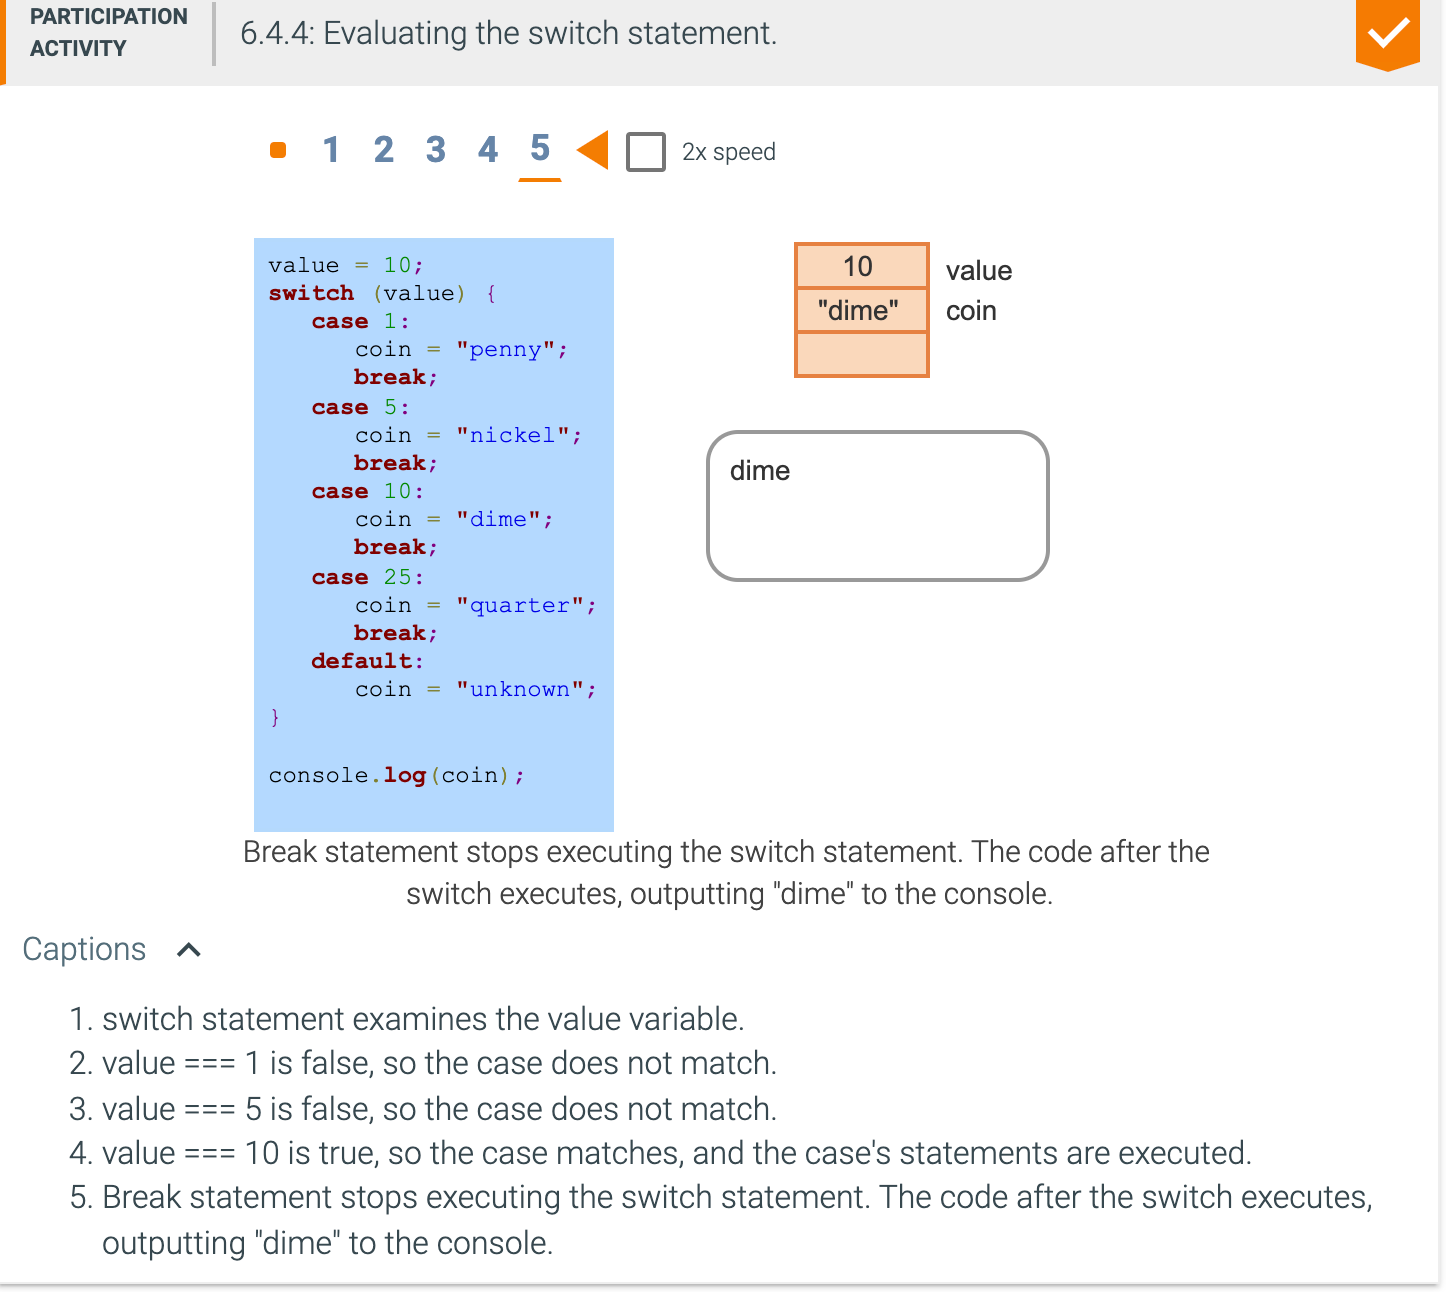 PARTICIPATION
ACTIVITY
6.4.4: Evaluating the switch statement.
1 2 3 4 5 2x speed
value = 10;
switch (value) {
   case 1:
      coin = "penny";
      break;
   case 5:
      coin = "nickel";
      break;
   case 10:
      coin = "dime";
      break;
   case 25:
      coin = "quarter";
      break;
   default:
      coin = "unknown";
}
console.log(coin);
10 value
"dime" coin
dime
Break statement stops executing the switch statement. The code after the
switch executes, outputting "dime" to the console.
Captions
1. switch statement examines the value variable.
2. value === 1 is false, so the case does not match.
3. value === 5 is false, so the case does not match.
4. value === 10 is true, so the case matches, and the case's statements are executed.
5. Break statement stops executing the switch statement. The code after the switch executes,
outputting "dime" to the console.